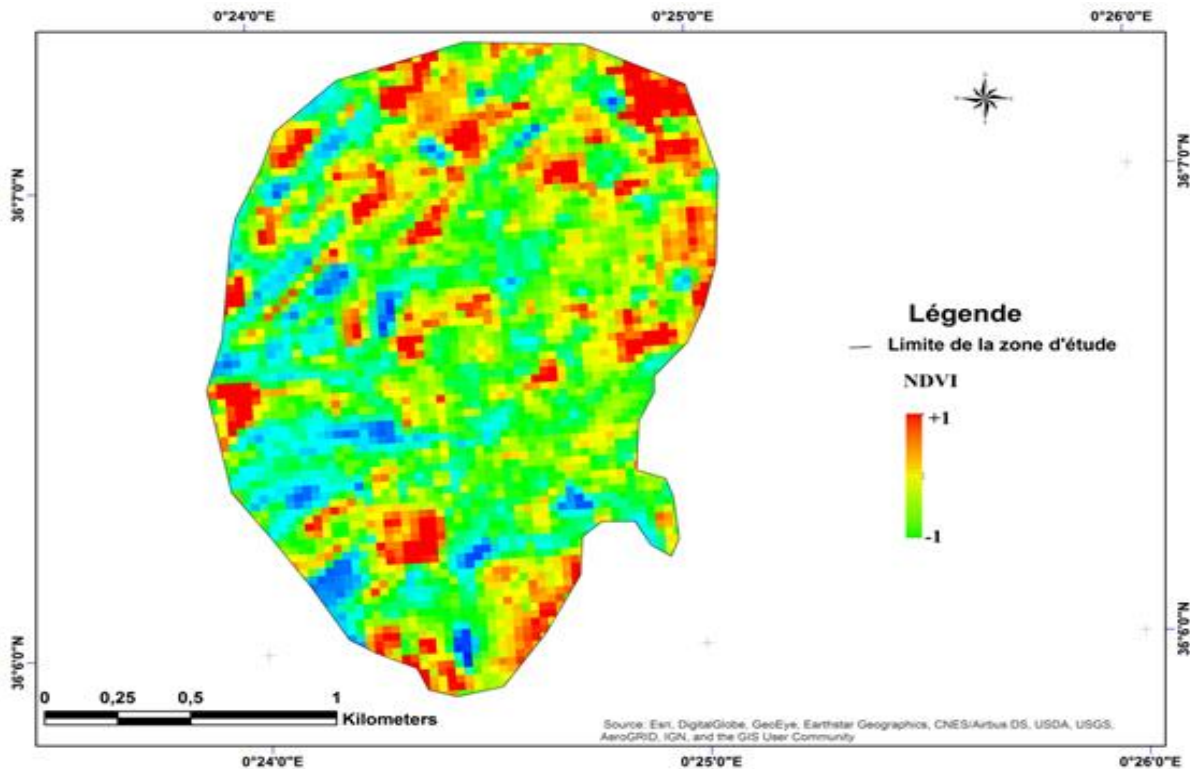 0°24'0"E
0°25'0"E
0°26'0"E
36°7'0"N
36°7'0"N
Légende
Limite de la zone d'étude
NDVI
+1
-1
36°6'0"N
36°6'0"N
0 0,25 0,5 1
Kilometers
Source: Esri, DigitalGlobe, GeoEye, Earthstar Geographics, CNES/Airbus DS, USDA, USGS,
AeroGRID, IGN, and the GIS User Community
0°24'0"E
0°25'0"E
0°26'0"E